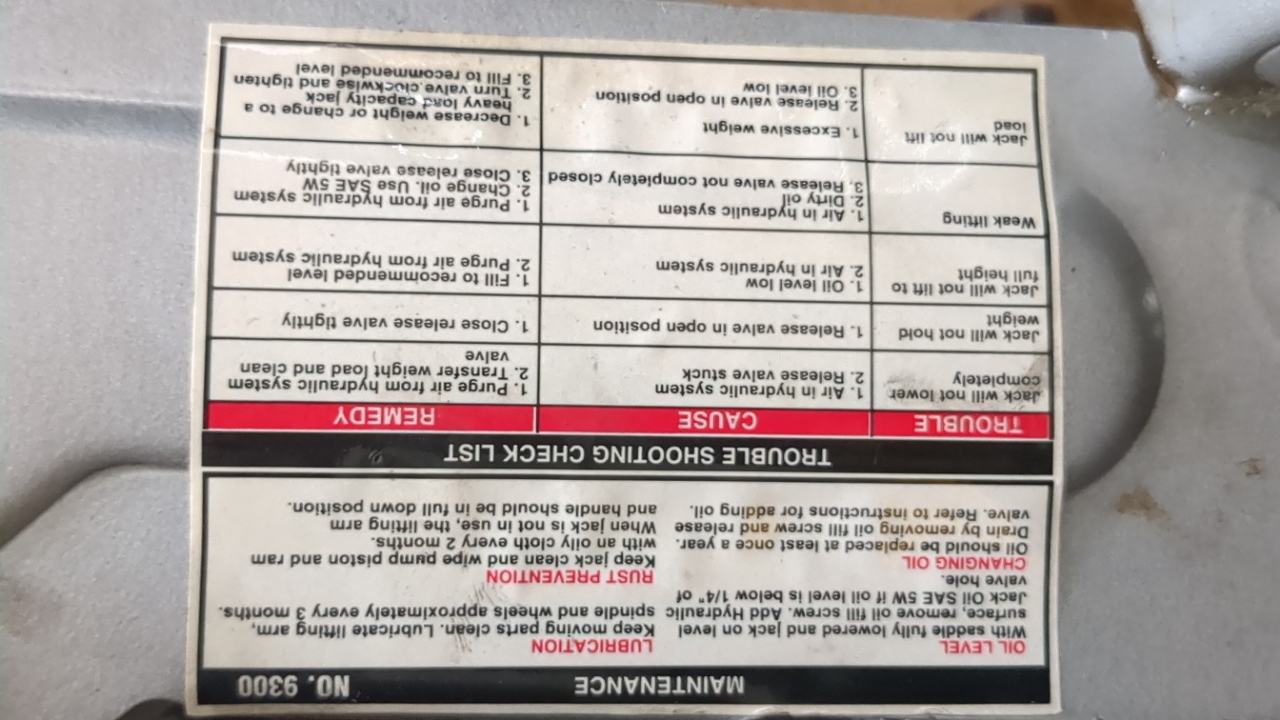 MAINTENANCE NO. 9300
OIL LEVEL
With saddle fully lowered and jack on level
surface, remove oil fill screw. Add Hydraulic
Jack Oil SAE 5W if oil level is below 1/4" of
valve hole.
CHANGING OIL
Oil should be replaced at least once a year.
Drain by removing oil fill screw and release
valve. Refer to instructions for adding oil.
LUBRICATION
Keep moving parts clean. Lubricate lifting arm,
spindle and wheels approximately every 3 months.
RUST PREVENTION
Keep jack clean and wipe pump piston and ram
with an oily cloth every 2 months.
When jack is not in use, the lifting arm
and handle should be in full down position.
TROUBLE SHOOTING CHECK LIST
TROUBLE CAUSE REMEDY
Jack will not lower
completely
1. Air in hydraulic system
2. Release valve stuck
1. Purge air from hydraulic system
2. Transfer weight load and clean
valve
Jack will not hold
weight
1. Release valve in open position
1. Close release valve tightly
Jack will not lift to
full height
1. Oil level low
2. Air in hydraulic system
1. Fill to recommended level
2. Purge air from hydraulic system
Weak lifting
1. Air in hydraulic system
2. Dirty oil
3. Release valve not completely closed
1. Purge air from hydraulic system
2. Change oil. Use SAE 5W
3. Close release valve tightly
Jack will not lift
load
1. Excessive weight
2. Release valve in open position
3. Oil level low
1. Decrease or weight or change to a
heavy load capacity jack
2. Turn valve clockwise and tighten
3. Fill to recommended level